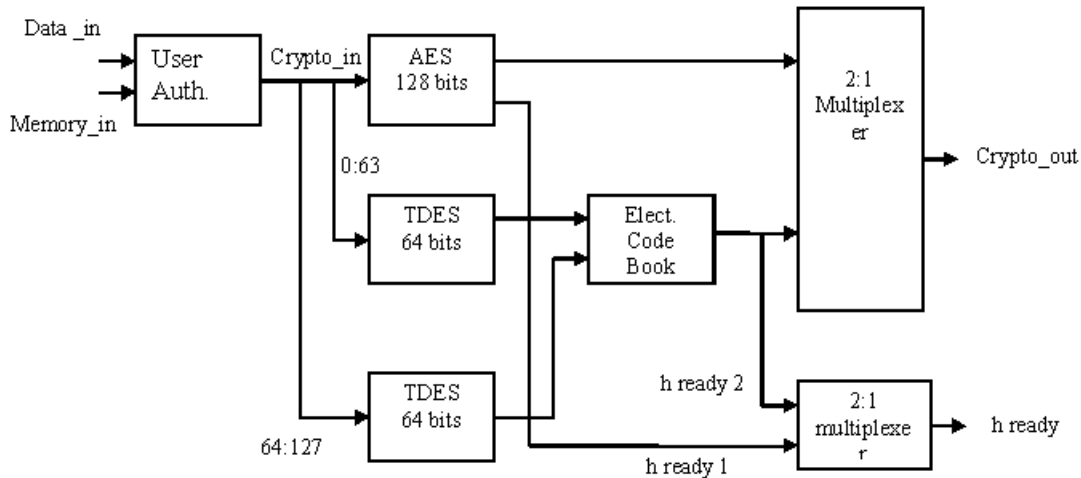 Data _in
User
Auth.
Memory_in
Crypto_in
AES
128 bits
2:1
Multiplex
er
Crypto_out
0:63
TDES
64 bits
Elect.
Code
Book
TDES
64 bits
64:127
h ready 2
h ready 1
2:1
multiplexe
r
h ready